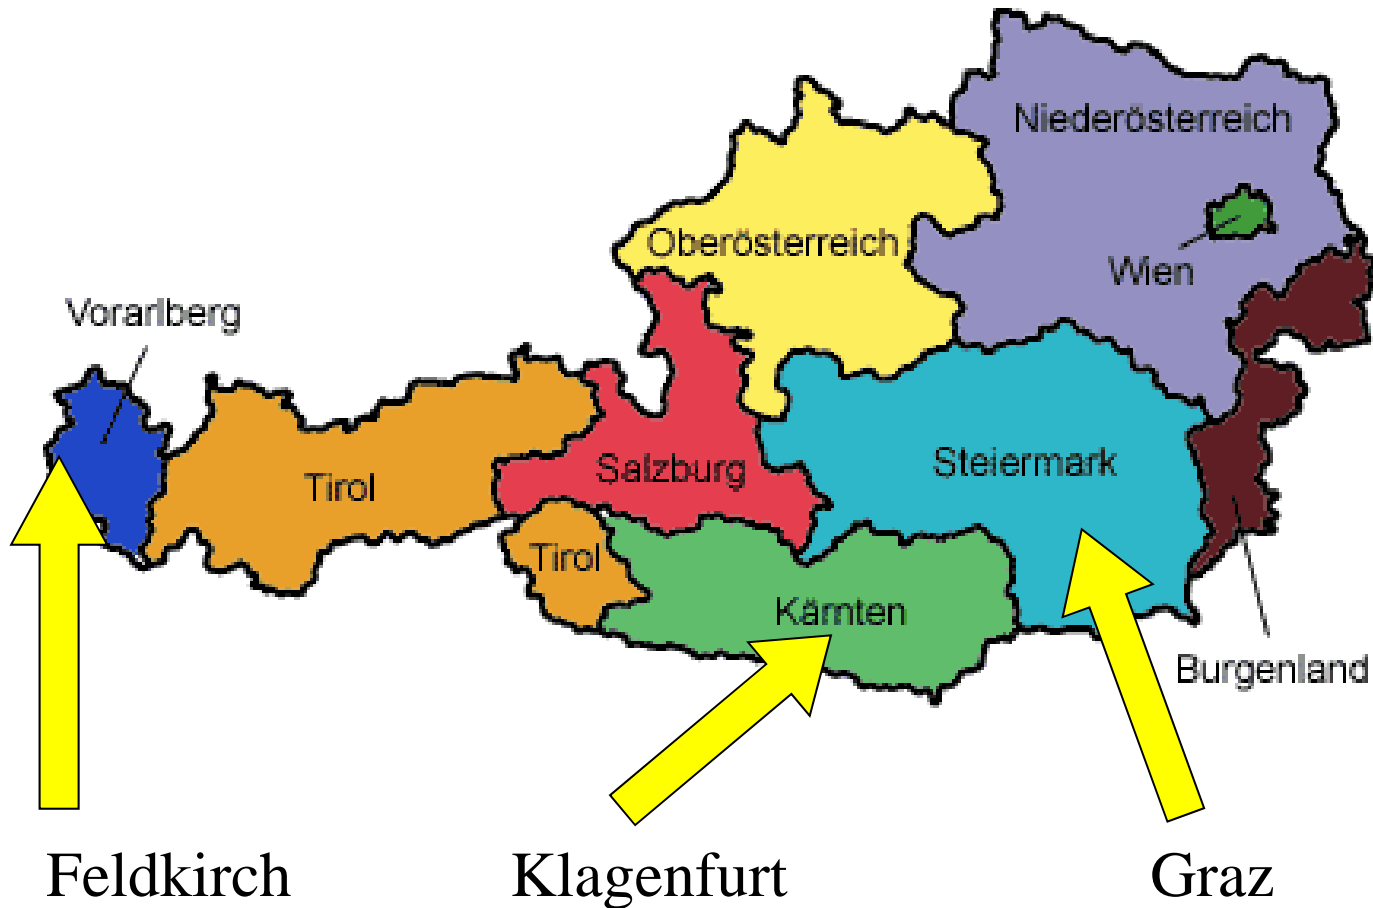 Niederösterreich
Oberösterreich
Wien
Vorarlberg
Steiermark
Salzburg
Tirol
Tirol
Kärnten
Burgenland
Feldkirch
Klagenfurt
Graz